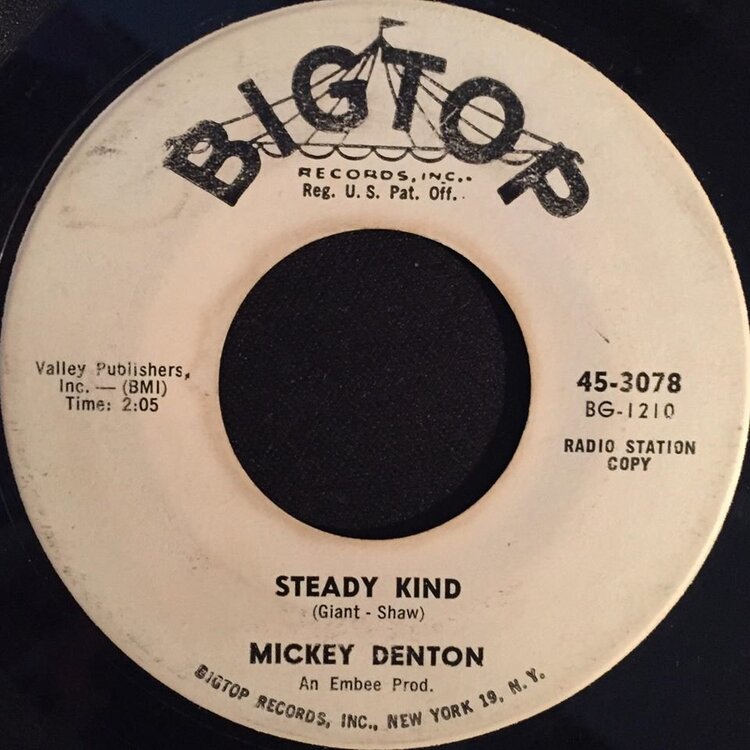 BIGTOP
RECORDS, INC..
Reg. U. S. Pat. Off.
Valley Publishers,
Inc. — (BMI)
Time: 2:05
45-3078
BG-1210
RADIO STATION
COPY
STEADY KIND
(Giant - Shaw)
MICKEY DENTON
An Embee Prod.
BIGTOP RECORDS, INC., NEW YORK 19, N. Y.